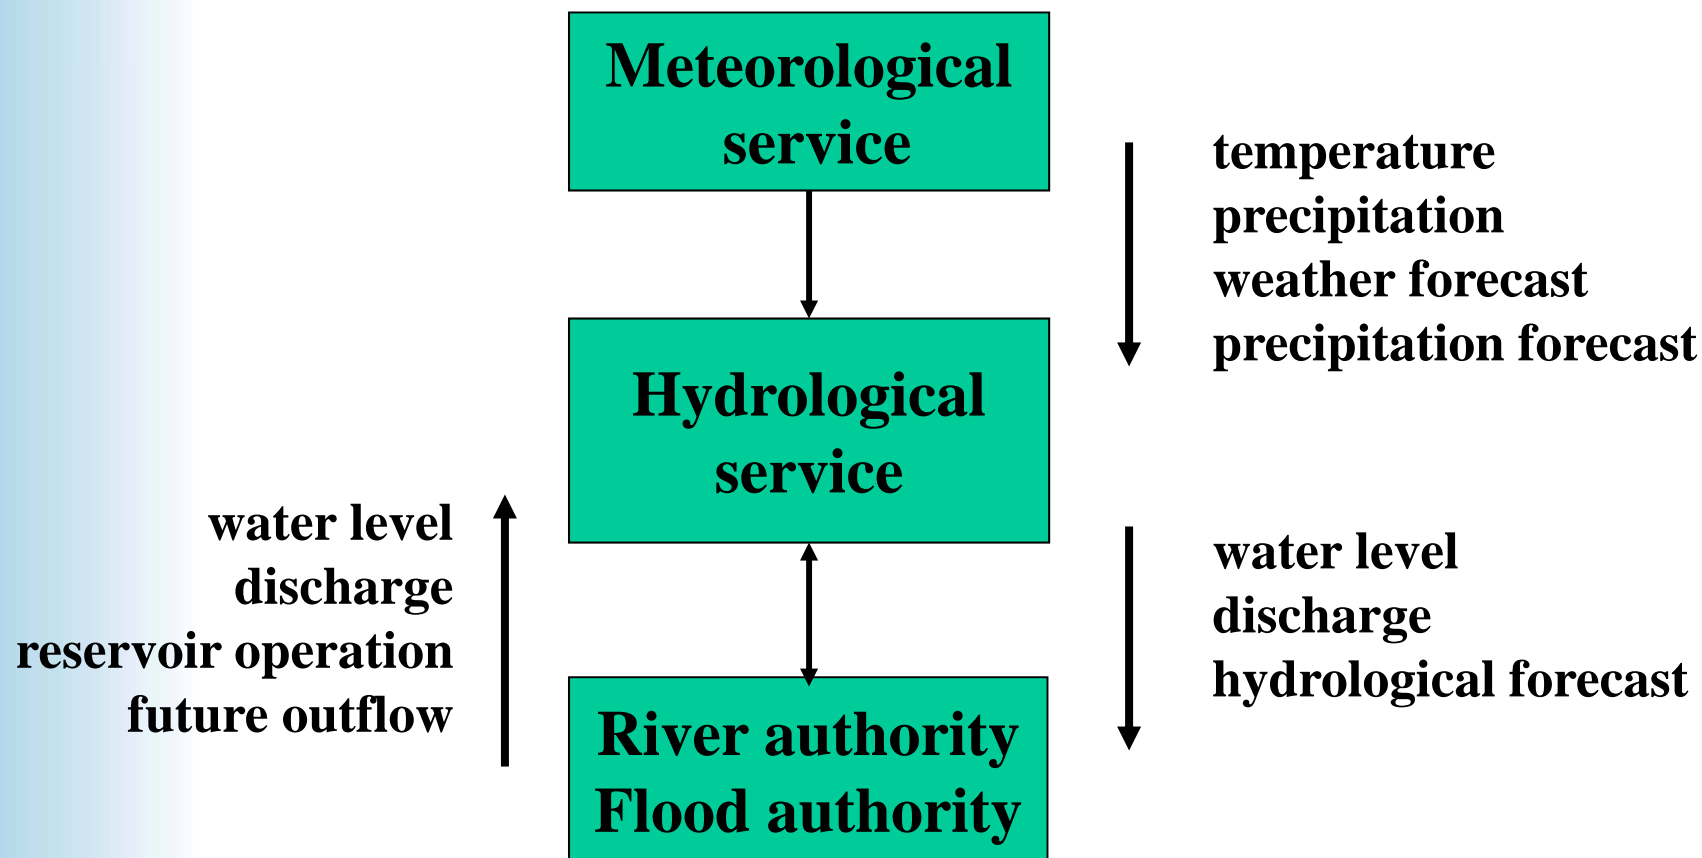 Meteorological
service
temperature
precipitation
weather forecast
precipitation forecast
Hydrological
service
water level
discharge
reservoir operation
future outflow
water level
discharge
hydrological forecast
River authority
Flood authority